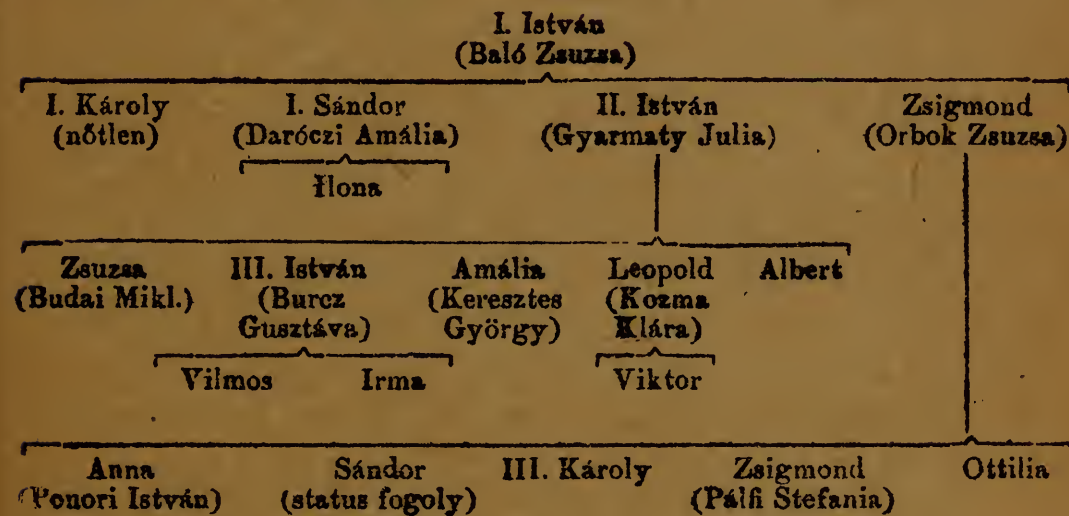 I. István
(Baló Zsuzsa)
I. Károly I. Sándor II. István Zsigmond
(nőtlen) (Daróczi Amália) (Gyarmaty Julia) (Orbok Zsuzsa)
Ilona
Zsuzsa III. István Amália Leopold Albert
(Budai Mikl.) (Burcz (Keresztes (Kozma
Gusztáva) György) Klára)
Vilmos Irma Viktor
Anna Sándor III. Károly Zsigmond Ottilia
(Ponori István) (status fogoly) (Pálfi Stefania)